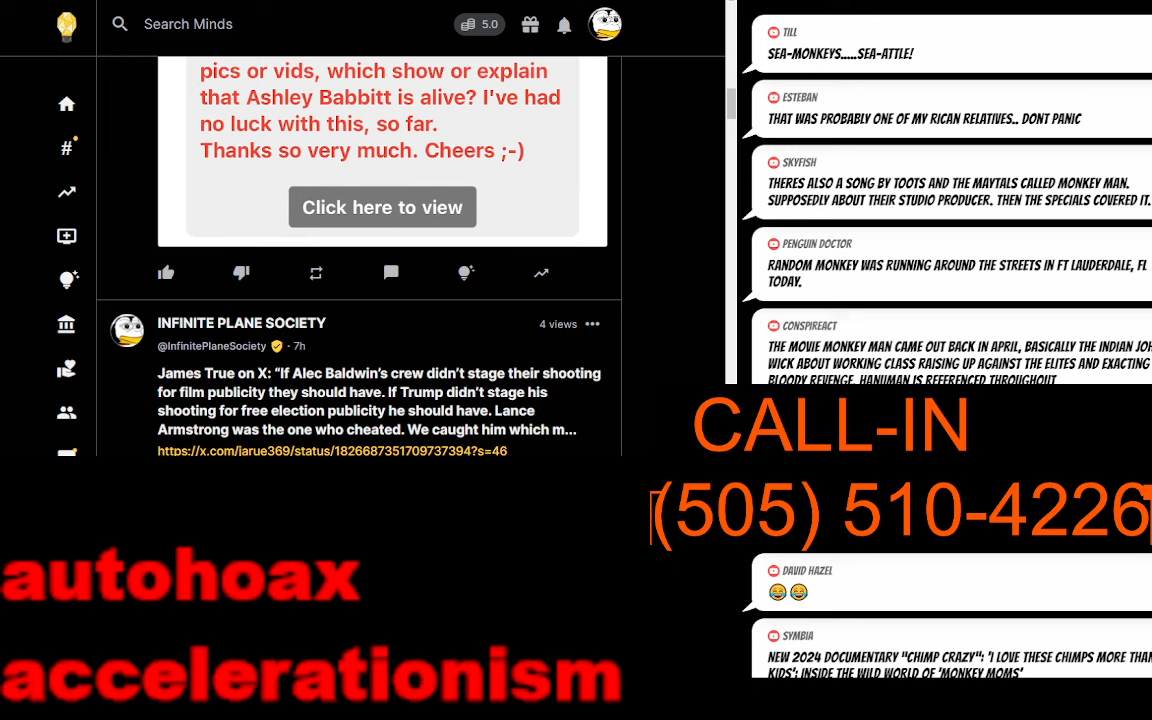 Search Minds
5.0
pics or vids, which show or explain
that Ashley Babbitt is alive? I've had
no luck with this, so far.
Thanks so very much. Cheers ;-)
Click here to view
INFINITE PLANE SOCIETY
4 views
@InfinitePlaneSociety · 7h
James True on X: “If Alec Baldwin’s crew didn’t stage their shooting
for film publicity they should have. If Trump didn’t stage his
shooting for free election publicity he should have. Lance
Armstrong was the one who cheated. We caught him which m...
https://x.com/jarue369/status/1826687351709737394?s=46
TILL
SEA-MONKEYS.....SEA-ATTLE!
ESTEBAN
THAT WAS PROBABLY ONE OF MY RICAN RELATIVES.. DONT PANIC
SKYFISH
THERES ALSO A SONG BY TOOTS AND THE MAYTALS CALLED MONKEY MAN.
SUPPOSEDLY ABOUT THEIR STUDIO PRODUCER. THEN THE SPECIALS COVERED IT.
PENGUIN DOCTOR
RANDOM MONKEY WAS RUNNING AROUND THE STREETS IN FT LAUDERDALE, FL
TODAY.
CONSPIREACT
THE MOVIE MONKEY MAN CAME OUT BACK IN APRIL, BASICALLY THE INDIAN JOH
WICK ABOUT WORKING CLASS RAISING UP AGAINST THE ELITES AND EXACTING
BLOODY REVENGE. HANUMAN IS REFERENCED THROUGHOUT
CALL-IN
(505) 510-4226
DAVID HAZEL
😂😂
SYMBIA
NEW 2024 DOCUMENTARY "CHIMP CRAZY": 'I LOVE THESE CHIMPS MORE THAN
KIDS': INSIDE THE WILD WORLD OF 'MONKEY MOMS'
autohoax
accelerationism